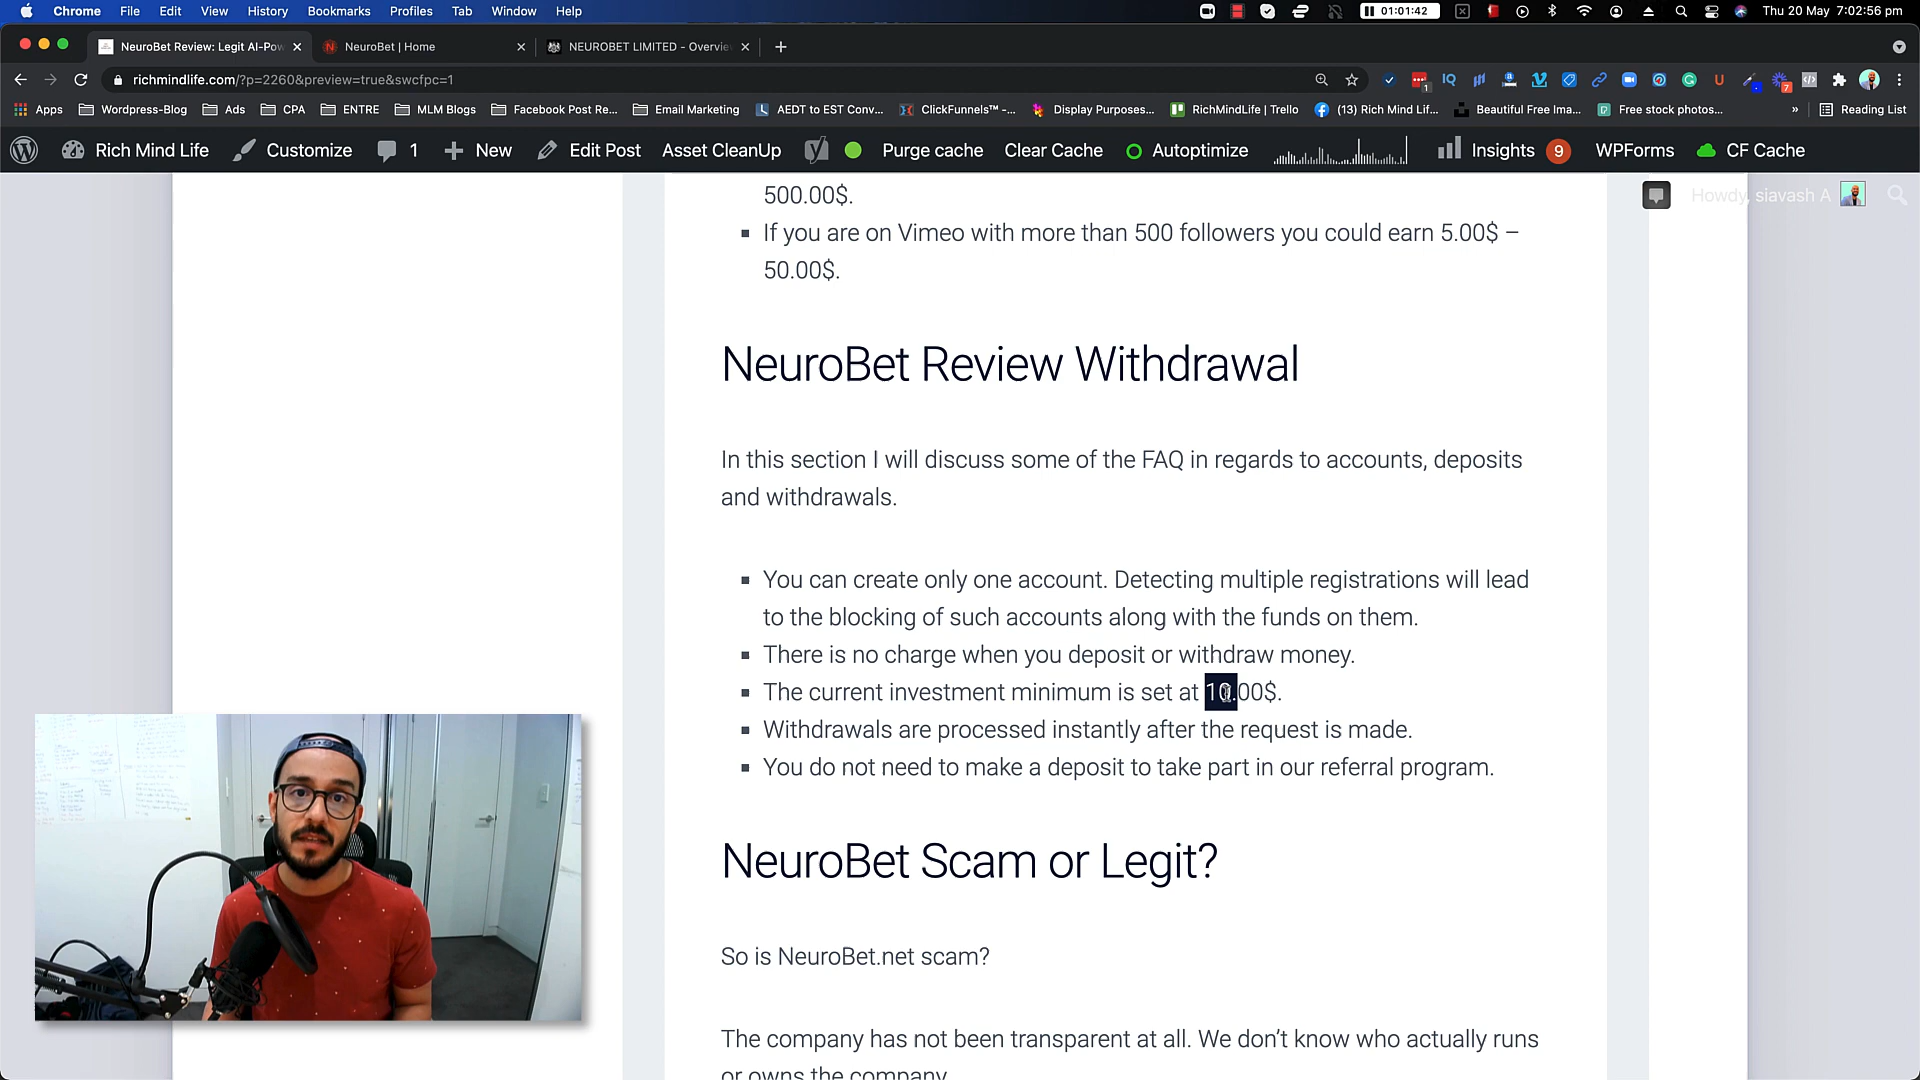 Chrome File Edit View History Bookmarks Profiles Tab Window Help 01:01:42 Thu 20 May 7:02:56 pm
NeuroBet Review: Legit AI-Pow NeuroBet | Home NEUROBET LIMITED - Overvie
richmindlife.com/?p=2260&preview=true&swcfpc=1
Apps Wordpress-Blog Ads CPA ENTRE MLM Blogs Facebook Post Re... Email Marketing AEDT to EST Conv... ClickFunnels™ -... Display Purposes... RichMindLife | Trello (13) Rich Mind Lif... Beautiful Free Ima... Free stock photos... » Reading List
Rich Mind Life Customize 1 New Edit Post Asset CleanUp Purge cache Clear Cache Autoptimize Insights 9 WPForms CF Cache
Howdy, siavash A
500.00$.
If you are on Vimeo with more than 500 followers you could earn 5.00$ –
50.00$.
NeuroBet Review Withdrawal
In this section I will discuss some of the FAQ in regards to accounts, deposits
and withdrawals.
You can create only one account. Detecting multiple registrations will lead
to the blocking of such accounts along with the funds on them.
There is no charge when you deposit or withdraw money.
The current investment minimum is set at 10.00$.
Withdrawals are processed instantly after the request is made.
You do not need to make a deposit to take part in our referral program.
NeuroBet Scam or Legit?
So is NeuroBet.net scam?
The company has not been transparent at all. We don’t know who actually runs
or owns the company.